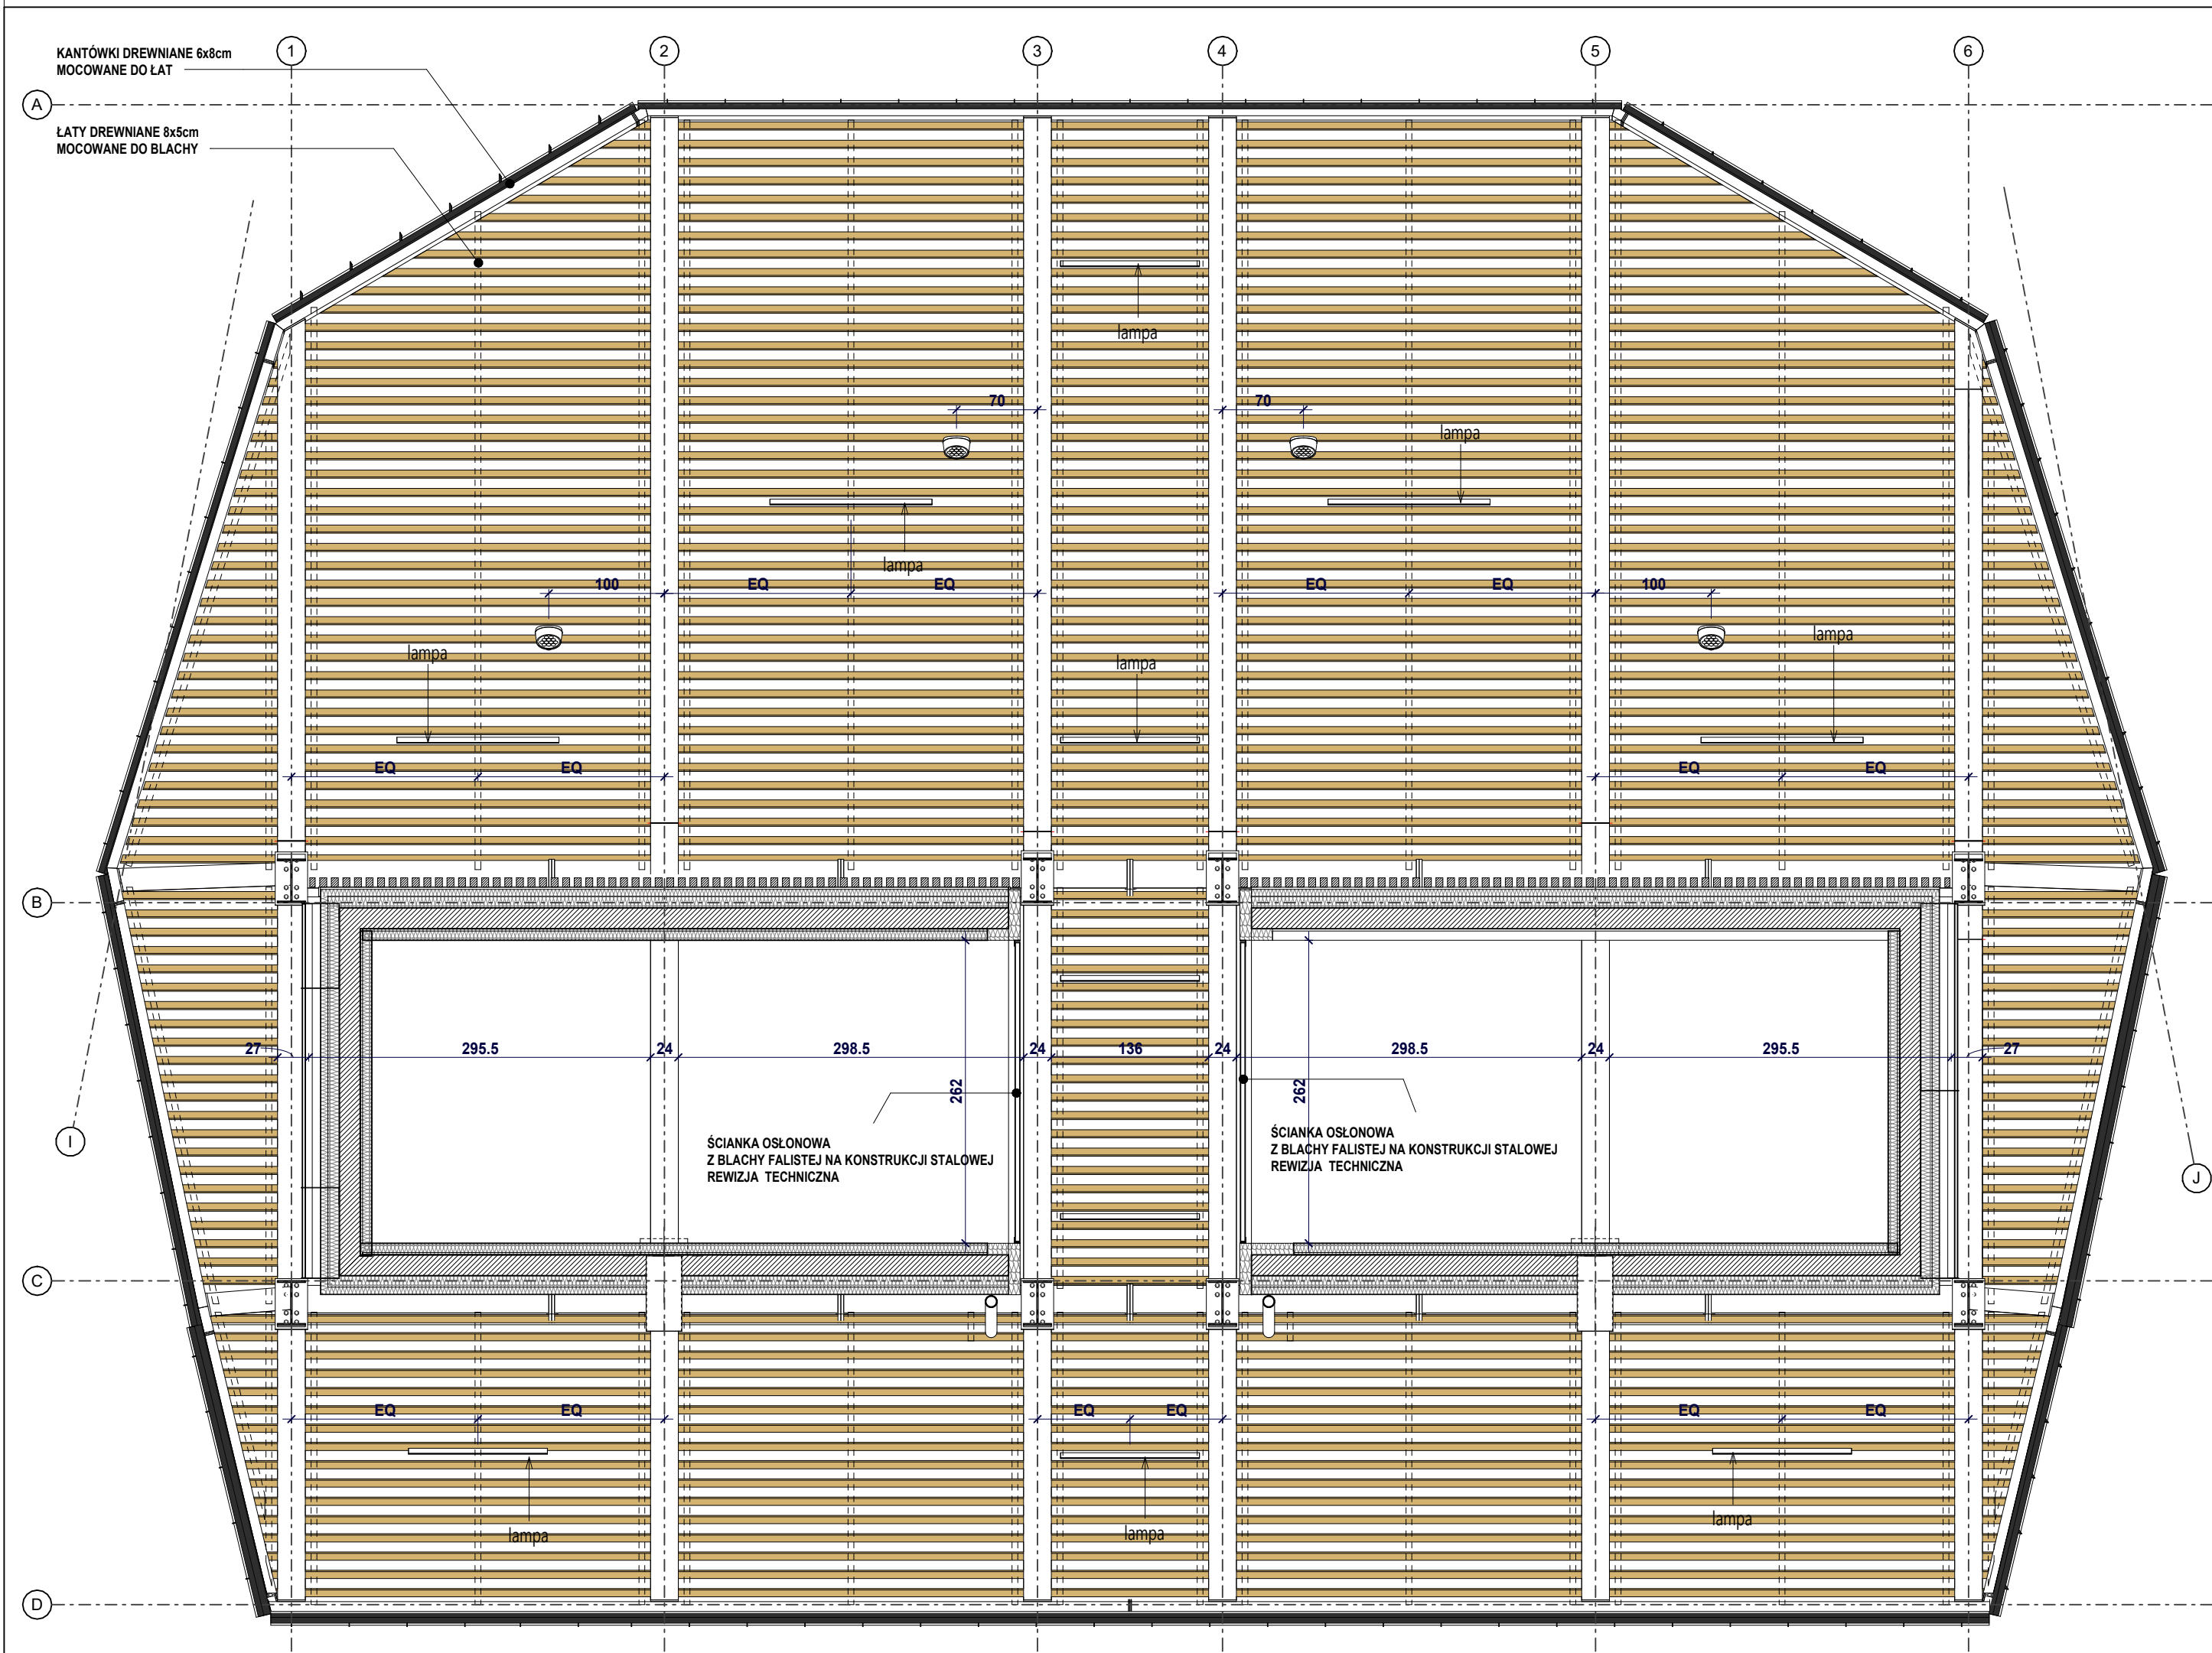 1 2 3 4 5 6
KANTÓWKI DREWNIANE 6x8cm
MOCOWANE DO ŁAT
A
ŁATY DREWNIANE 8x5cm
MOCOWANE DO BLACHY
lampa
70 70
lampa
lampa
100 EQ EQ EQ EQ 100
lampa
lampa
lampa
EQ EQ EQ EQ
B
27 295.5 24 298.5 24 136 24 298.5 24 295.5 27
262
262
I
ŚCIANKA OSŁONOWA
Z BLACHY FALISTEJ NA KONSTRUKCJI STALOWEJ
REWIZJA TECHNICZNA
ŚCIANKA OSŁONOWA
Z BLACHY FALISTEJ NA KONSTRUKCJI STALOWEJ
REWIZJA TECHNICZNA
J
C
EQ EQ EQ EQ EQ EQ
lampa
lampa
lampa
D